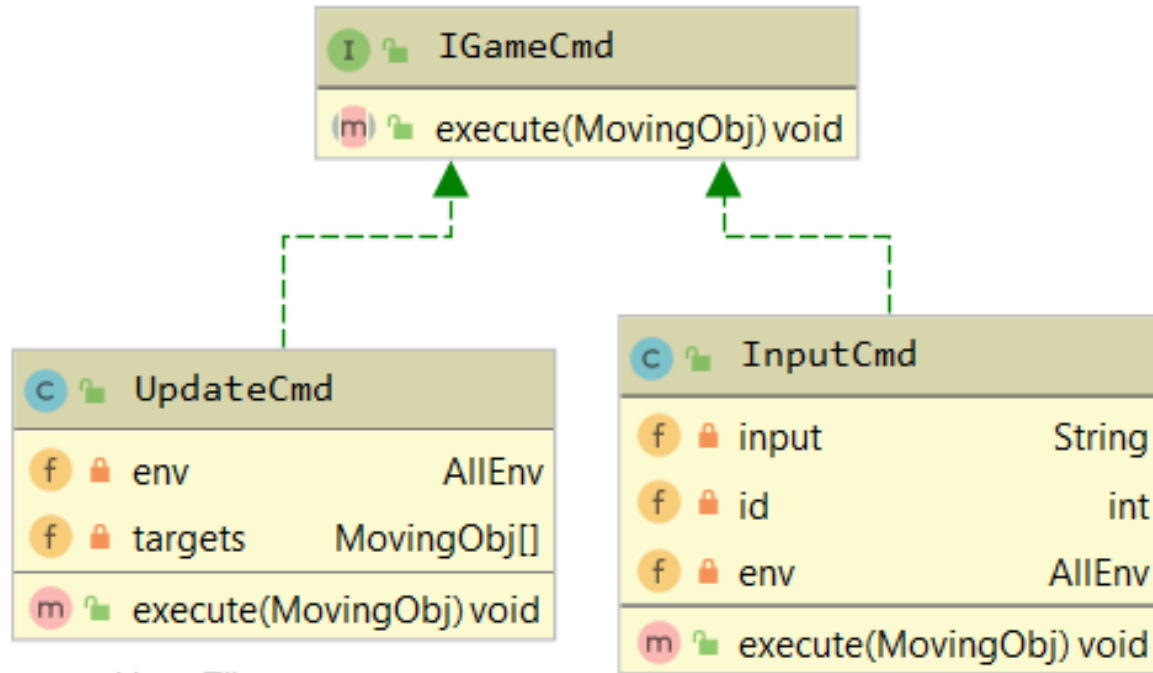 I IGameCmd
m execute(MovingObj) void
c UpdateCmd
f env AllEnv
f targets MovingObj[]
m execute(MovingObj) void
c InputCmd
f input String
f id int
f env AllEnv
m execute(MovingObj) void